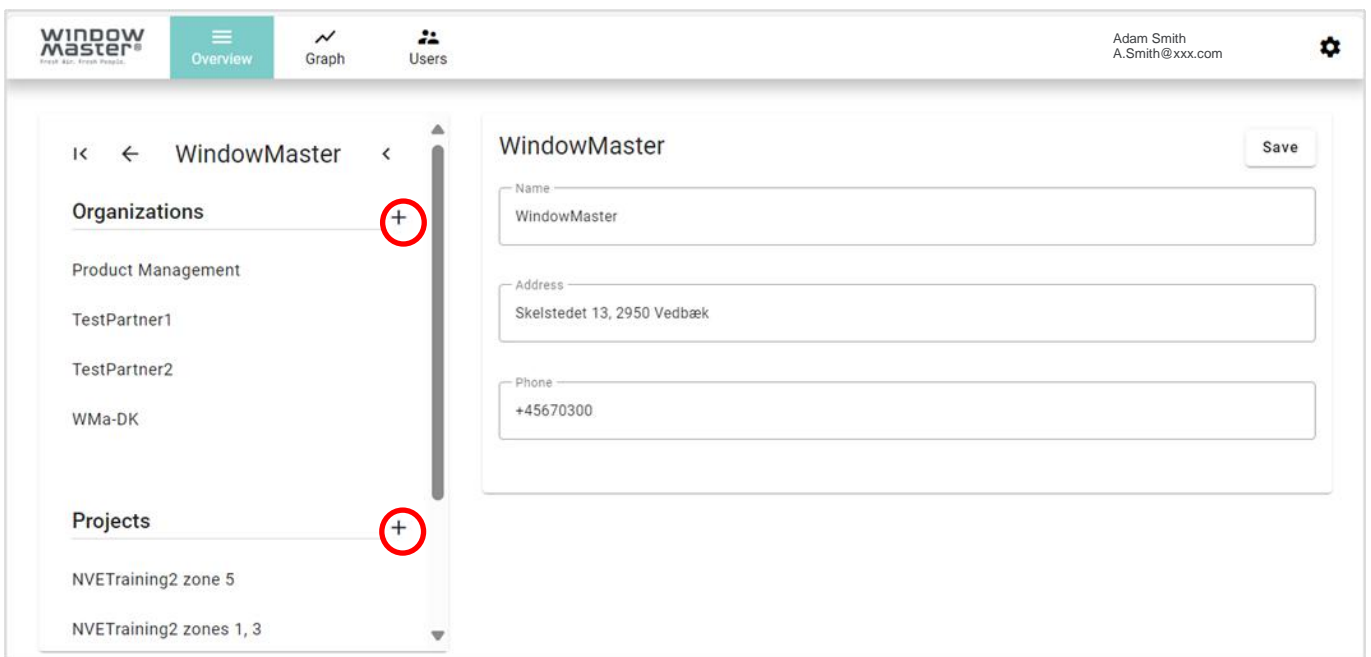 WINDOW
Master®
Fresh Air. Fresh People.
Overview
Graph
Users
Adam Smith
A.Smith@xxx.com
WindowMaster
Organizations
Product Management
TestPartner1
TestPartner2
WMa-DK
Projects
NVETraining2 zone 5
NVETraining2 zones 1, 3
WindowMaster
Save
Name
WindowMaster
Address
Skelstedet 13, 2950 Vedbæk
Phone
+45670300